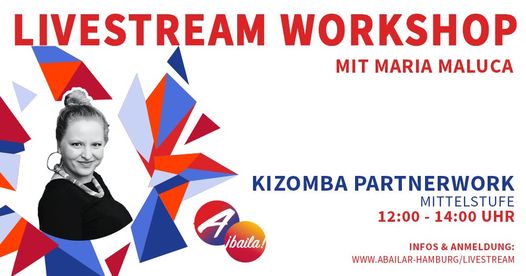 LIVESTREAM WORKSHOP
MIT MARIA MALUCA
KIZOMBA PARTNERWORK
MITTELSTUFE
12:00 - 14:00 UHR
A
¡baila!
INFOS & ANMELDUNG:
WWW.ABAILAR-HAMBURG/LIVESTREAM